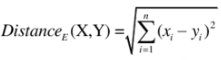 Distance_E (X,Y) = √(∑_{i=1}^{n} (x_i − y_i)²)